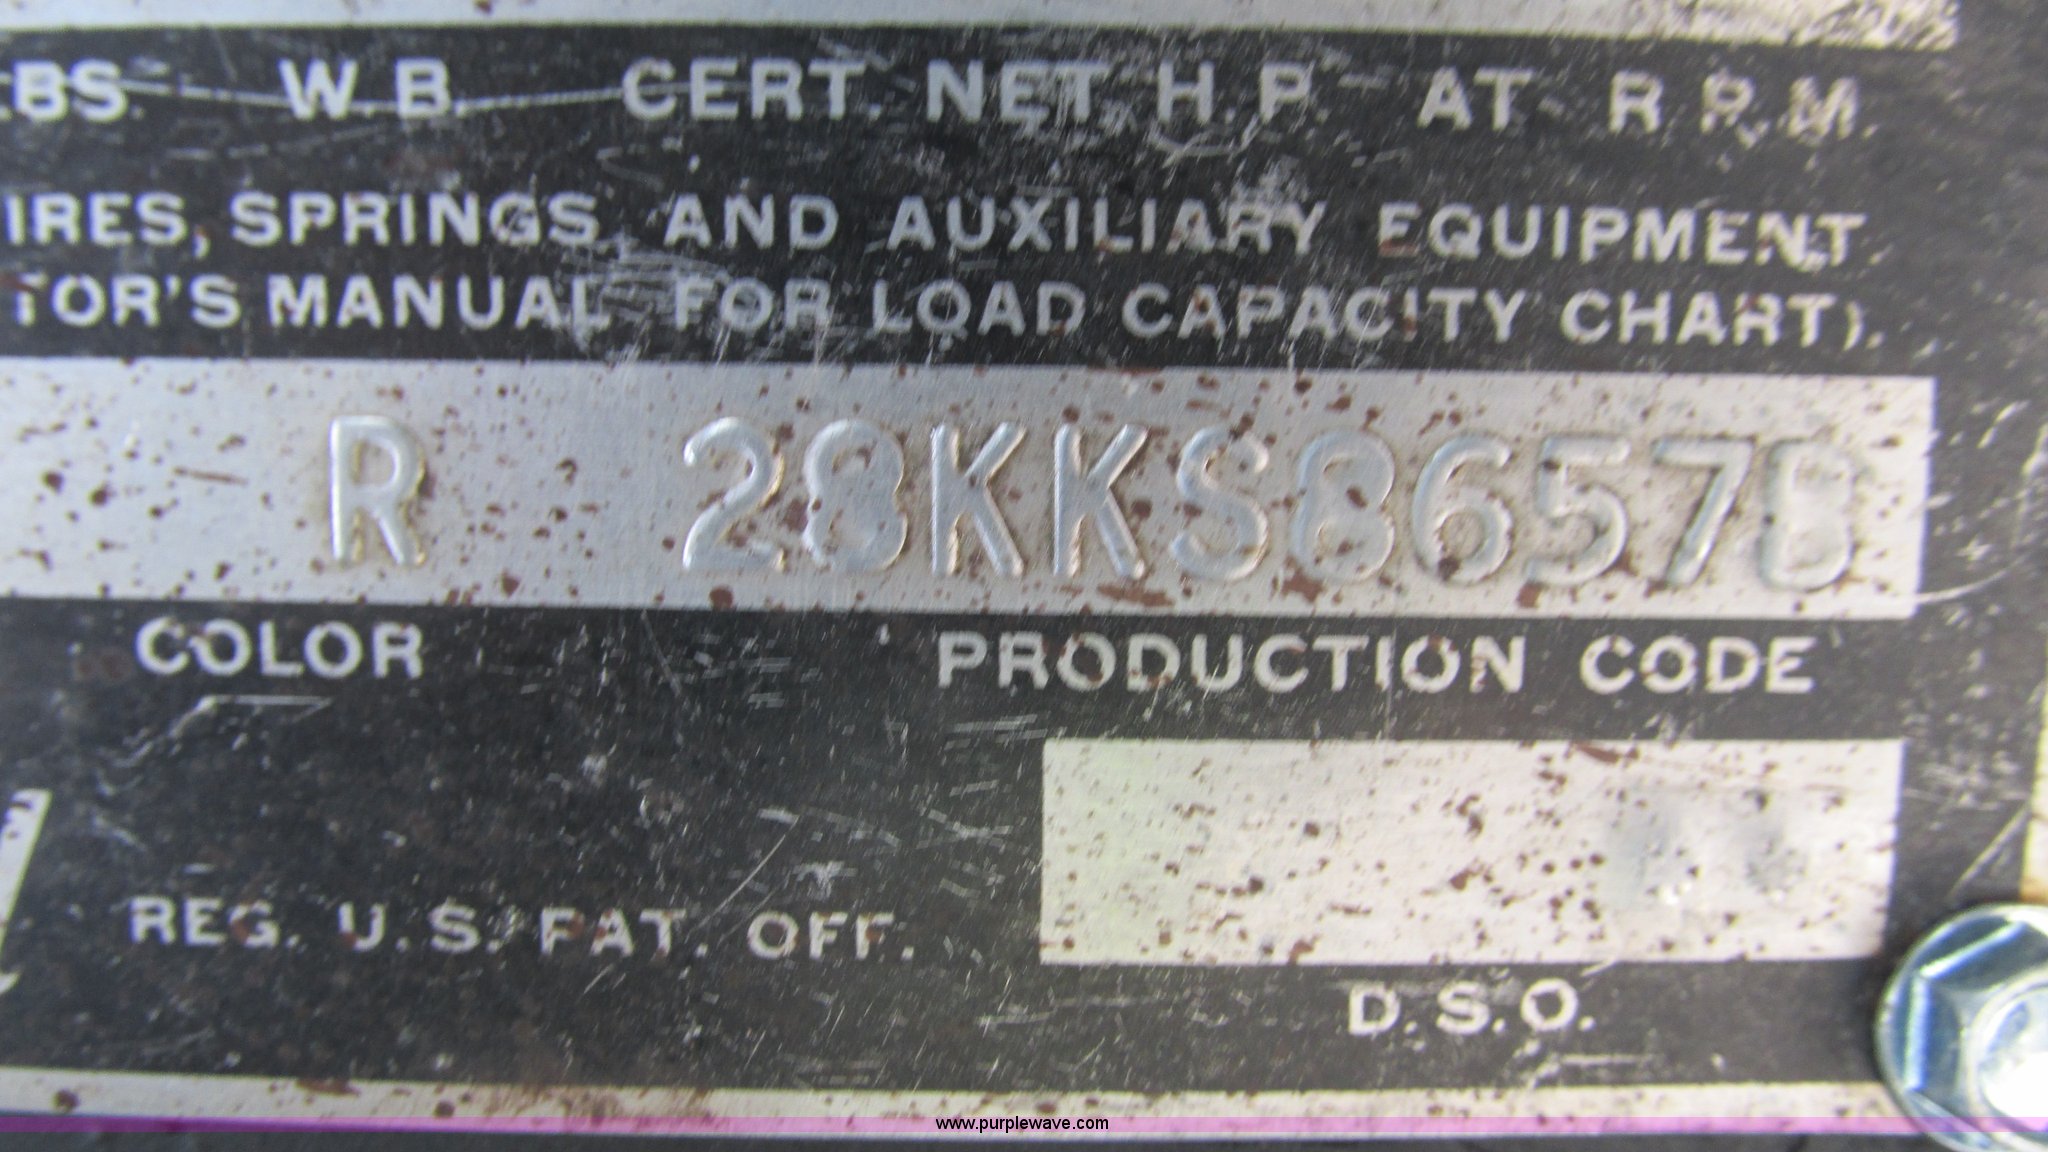 LBS. W.B. CERT. NET H.P. AT R.P.M.
IRES, SPRINGS AND AUXILIARY EQUIPMENT.
TOR'S MANUAL FOR LOAD CAPACITY CHART).
R 28KKS86578
COLOR PRODUCTION CODE
REG. U.S. PAT. OFF.
D.S.O.
www.purplewave.com